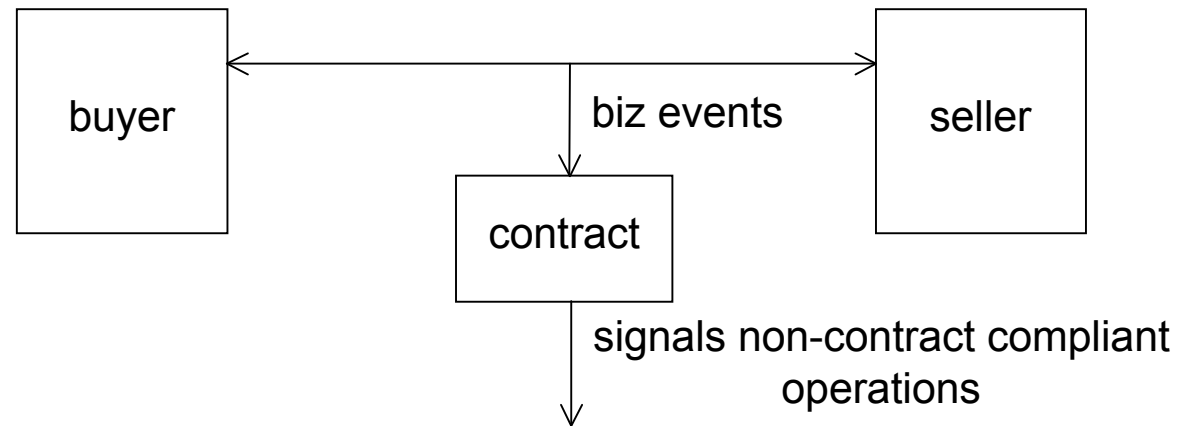 buyer
biz events
seller
contract
signals non-contract compliant
operations